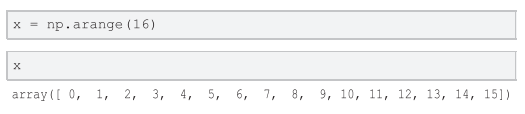 x = np.arange(16)
x
array([ 0, 1, 2, 3, 4, 5, 6, 7, 8, 9, 10, 11, 12, 13, 14, 15])